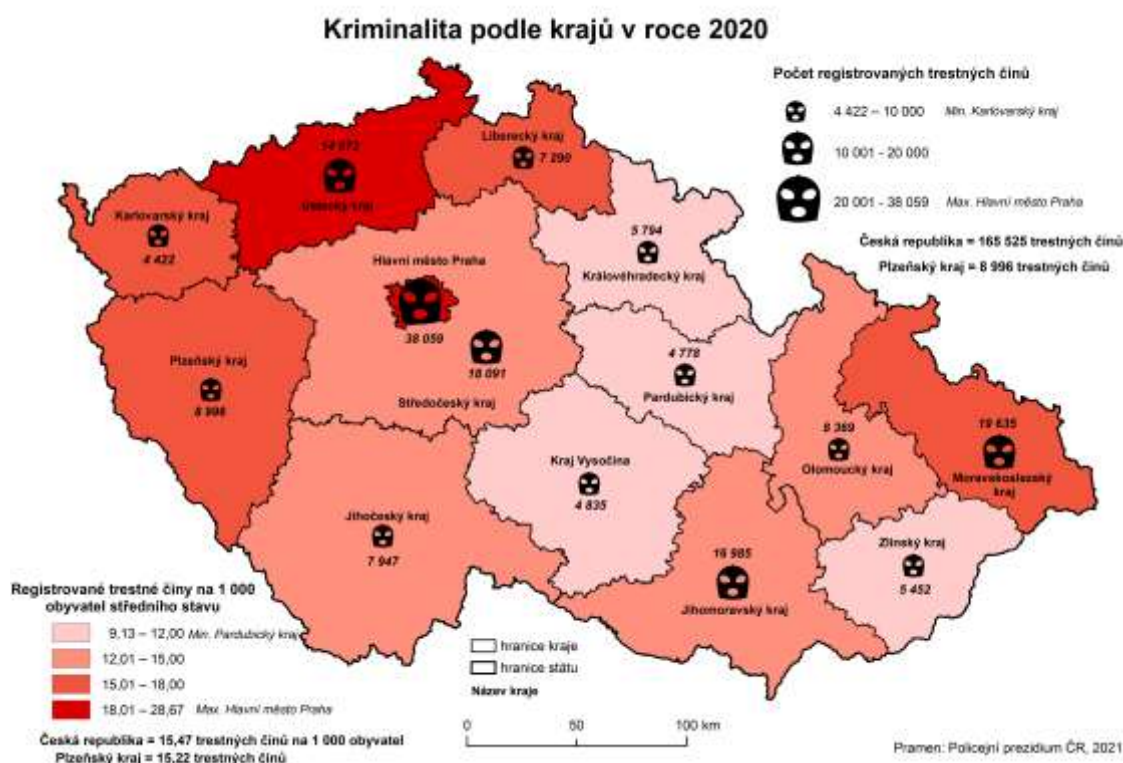 Kriminalita podle krajů v roce 2020
Počet registrovaných trestných činů
4 422 – 10 000 Min. Karlovarský kraj
10 001 - 20 000
20 001 - 38 059 Max. Hlavní město Praha
Česká republika = 165 525 trestných činů
Plzeňský kraj = 8 996 trestných činů
Liberecký kraj
Ústecký kraj
Karlovarský kraj
4 422
5 794
Královéhradecký kraj
Hlavní město Praha
38 059
18 091
Středočeský kraj
Plzeňský kraj
8 996
4 778
Pardubický kraj
Kraj Vysočina
4 835
Olomoucký kraj
19 635
Moravskoslezský
kraj
Jihočeský kraj
7 947
16 985
Jihomoravský kraj
Zlínský kraj
5 452
Registrované trestné činy na 1 000
obyvatel středního stavu
9,13 – 12,00 Min. Pardubický kraj
12,01 – 15,00
15,01 – 18,00
18,01 – 28,67 Max. Hlavní město Praha
Česká republika = 15,47 trestných činů na 1 000 obyvatel
Plzeňský kraj = 15,22 trestných činů
hranice kraje
hranice státu
Název kraje
0 50 100 km
Pramen: Policejní prezidium ČR, 2021